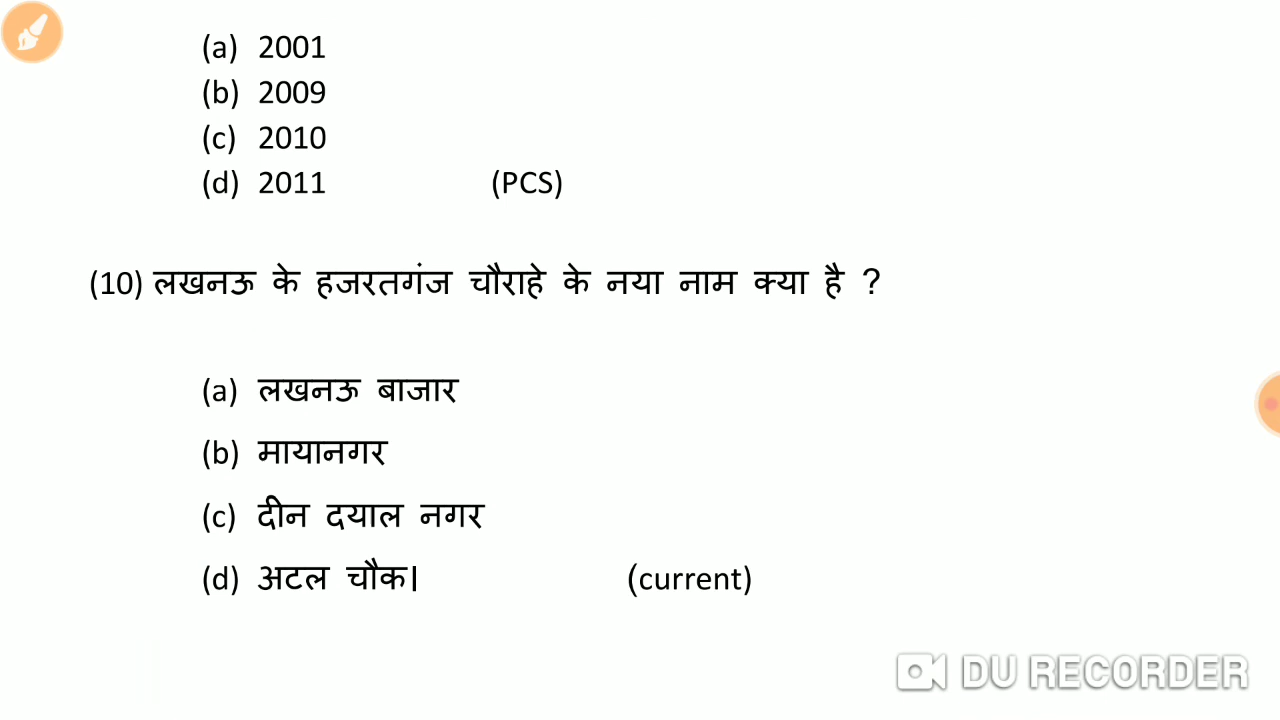 (a) 2001
(b) 2009
(c) 2010
(d) 2011 (PCS)
(10) लखनऊ के हजरतगंज चौराहे के नया नाम क्या है ?
(a) लखनऊ बाजार
(b) मायानगर
(c) दीन दयाल नगर
(d) अटल चौक। (current)
DU RECORDER